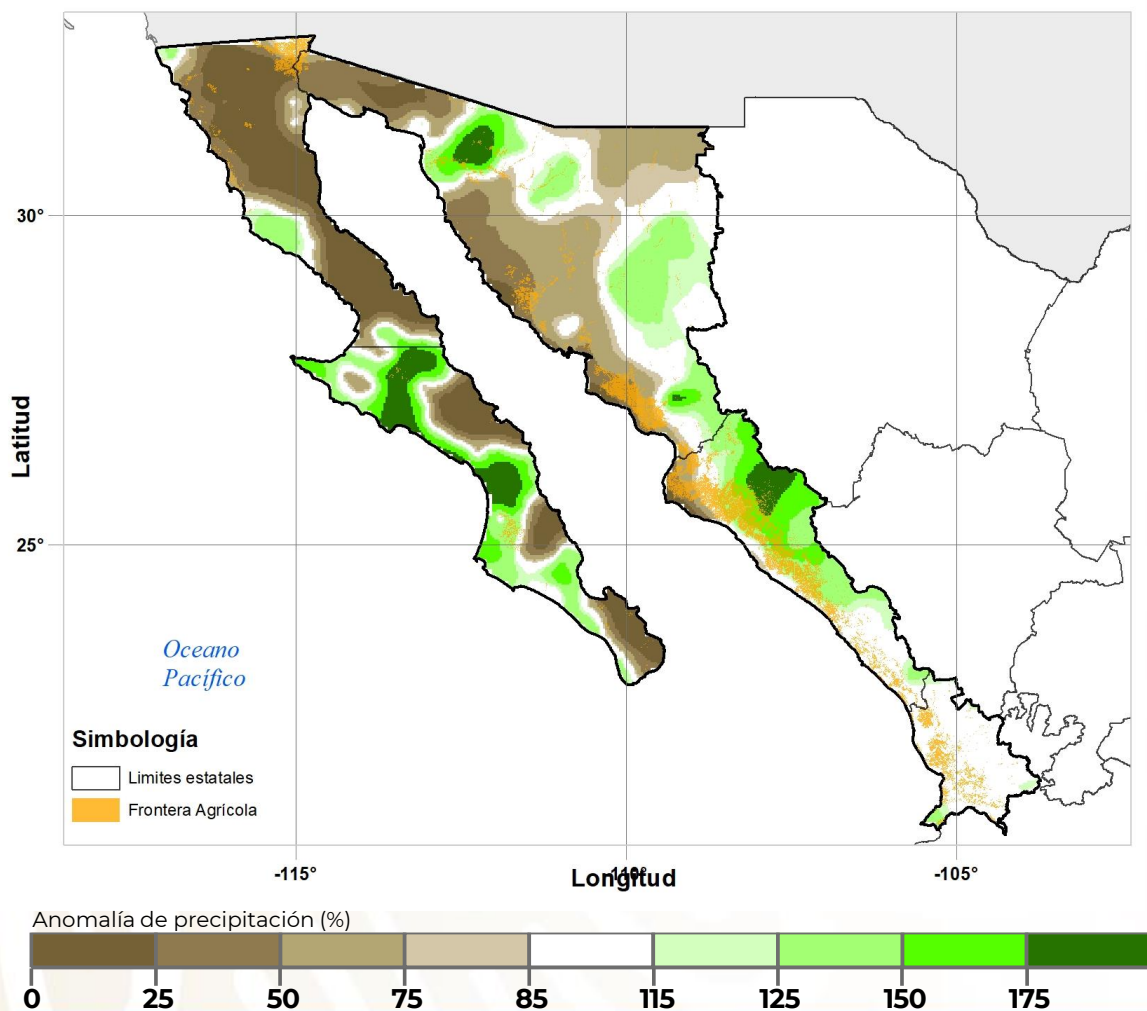 30°
25°
Latitud
Oceano
Pacífico
Simbología
Limites estatales
Frontera Agrícola
-115°
-110°
-105°
Longitud
Anomalía de precipitación (%)
0 25 50 75 85 115 125 150 175